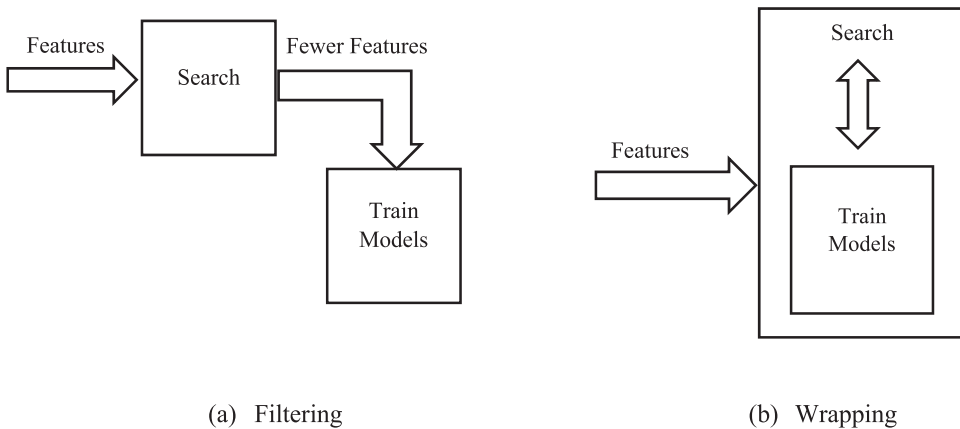 Features
Search
Fewer Features
Train
Models
(a) Filtering
Search
Features
Train
Models
(b) Wrapping